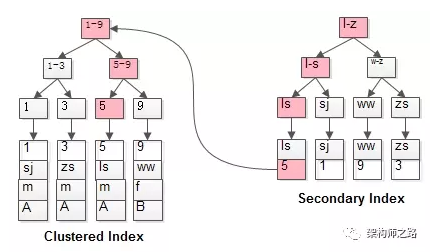 1-9
1-3
5-9
1
3
5
9
1
sj
m
A
3
zs
m
A
5
ls
m
A
9
ww
f
B
Clustered Index
l-z
l-s
w-z
ls
sj
ww
zs
ls
5
sj
1
ww
9
zs
3
Secondary Index
架构师之路